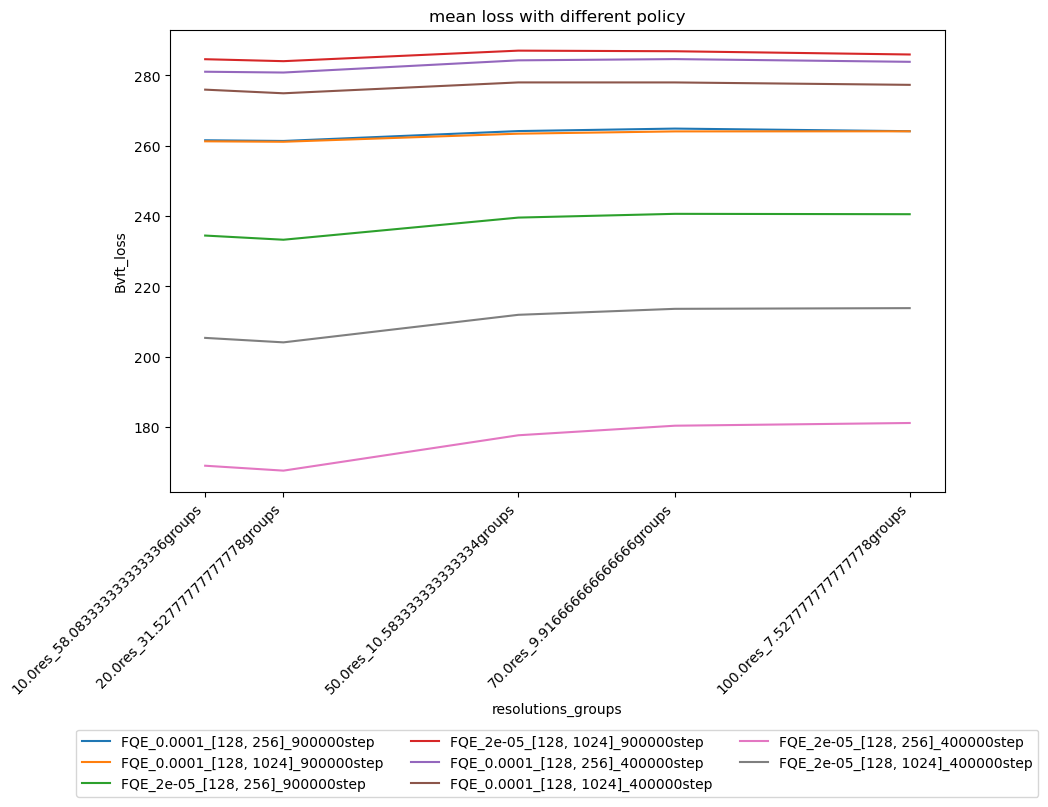 mean loss with different policy
Bvft_loss
280
260
240
220
200
180
10.0res_58.083333333333336groups
20.0res_31.52777777777778groups
50.0res_10.583333333333334groups
70.0res_9.916666666666666groups
100.0res_7.527777777777778groups
resolutions_groups
FQE_0.0001_[128, 256]_900000step
FQE_0.0001_[128, 1024]_900000step
FQE_2e-05_[128, 256]_900000step
FQE_2e-05_[128, 1024]_900000step
FQE_0.0001_[128, 256]_400000step
FQE_0.0001_[128, 1024]_400000step
FQE_2e-05_[128, 256]_400000step
FQE_2e-05_[128, 1024]_400000step